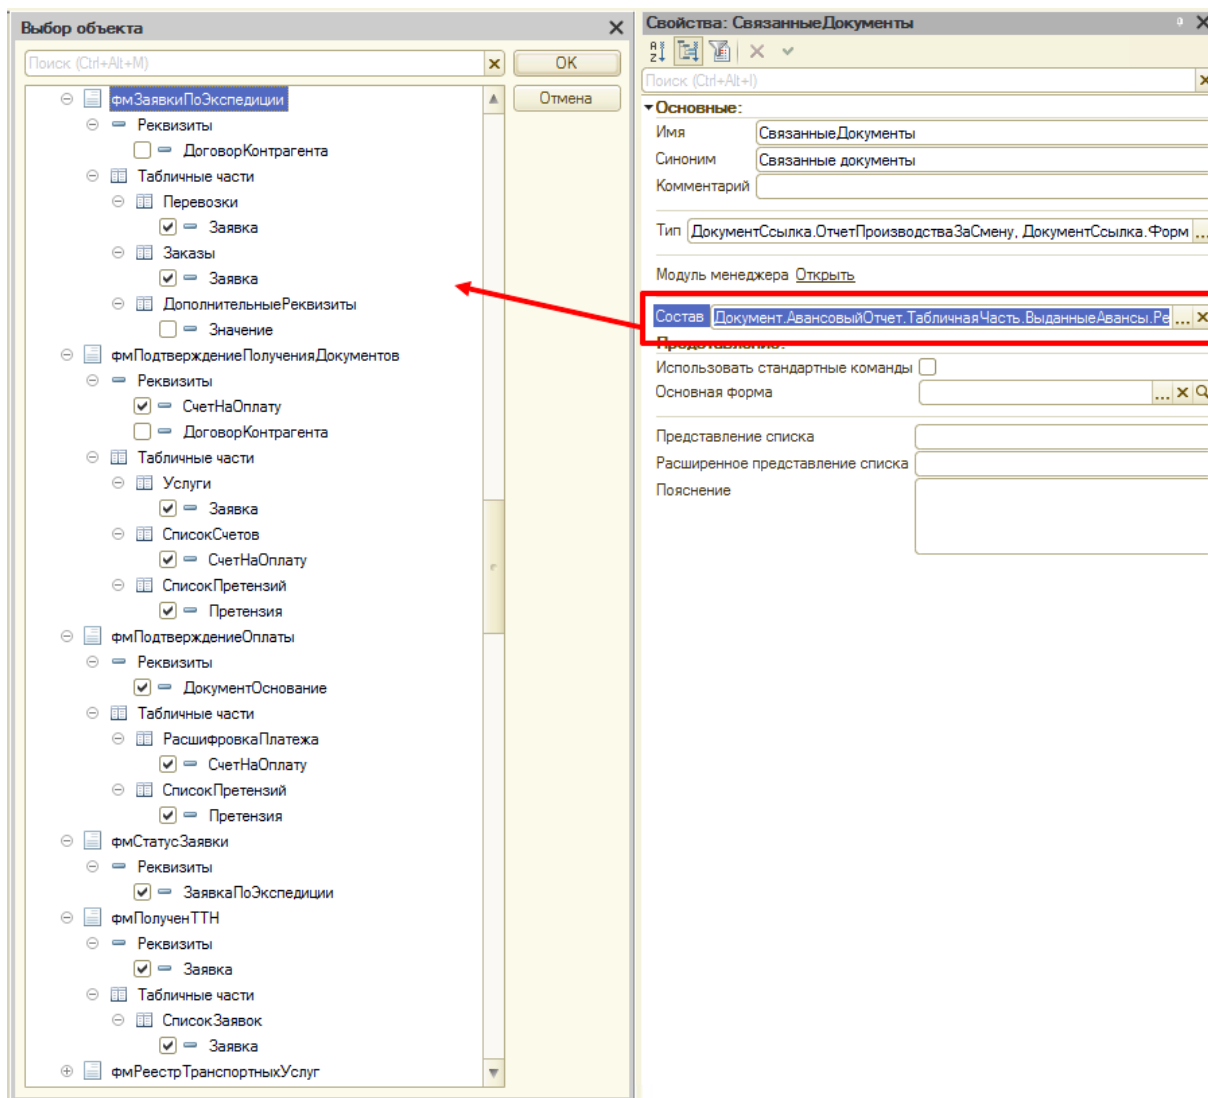 Выбор объекта
Поиск (Ctrl+Alt+M)
ОК
Отмена
фмЗаявкиПоЭкспедиции
Реквизиты
ДоговорКонтрагента
Табличные части
Перевозки
Заявка
Заказы
Заявка
ДополнительныеРеквизиты
Значение
фмПодтверждениеПолученияДокументов
Реквизиты
СчетНаОплату
ДоговорКонтрагента
Табличные части
Услуги
Заявка
СписокСчетов
СчетНаОплату
СписокПретензий
Претензия
фмПодтверждениеОплаты
Реквизиты
ДокументОснование
Табличные части
РасшифровкаПлатежа
СчетНаОплату
СписокПретензий
Претензия
фмСтатусЗаявки
Реквизиты
ЗаявкаПоЭкспедиции
фмПолученТТН
Реквизиты
Заявка
Табличные части
СписокЗаявок
Заявка
фмРеестрТранспортныхУслуг
Свойства: СвязанныеДокументы
Поиск (Ctrl+Alt+I)
Основные:
Имя СвязанныеДокументы
Синоним Связанные документы
Комментарий
Тип ДокументСсылка.ОтчетПроизводстваЗаСмену, ДокументСсылка.Форм ...
Модуль менеджера Открыть
Состав Документ.АвансовыйОтчет.ТабличнаяЧасть.ВыданныеАвансы.Ре ...
Представление:
Использовать стандартные команды
Основная форма ...
Представление списка
Расширенное представление списка
Пояснение